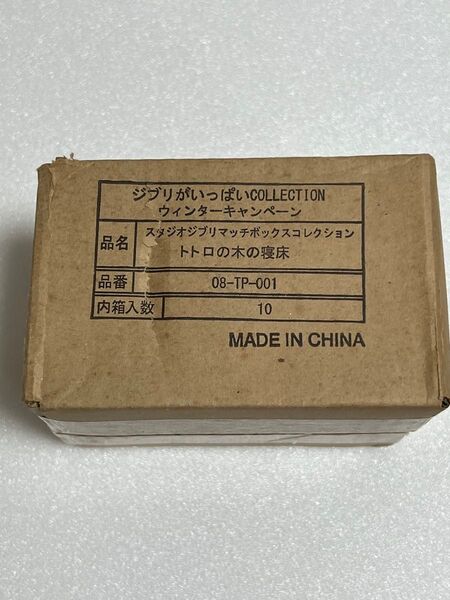 ジブリがいっぱいCOLLECTION
ウィンターキャンペーン
品名 スタジオジブリマッチボックスコレクション
トトロの木の寝床
品番 08-TP-001
内箱入数 10
MADE IN CHINA